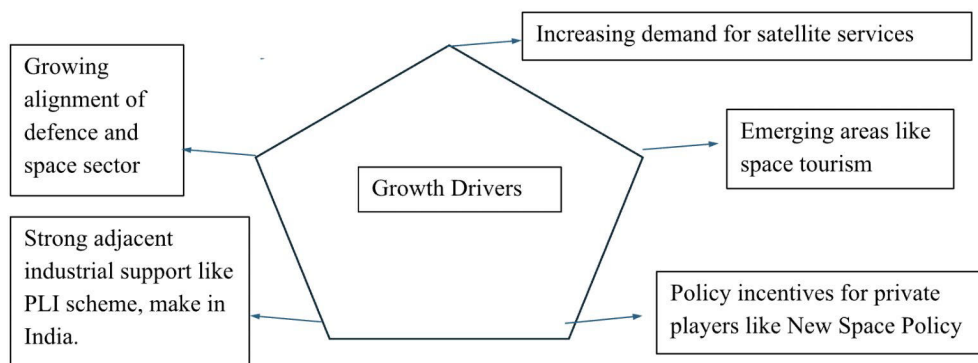 Increasing demand for satellite services
Growing
alignment of
defence and
space sector
Emerging areas like
space tourism
Growth Drivers
Strong adjacent
industrial support like
PLI scheme, make in
India.
Policy incentives for private
players like New Space Policy